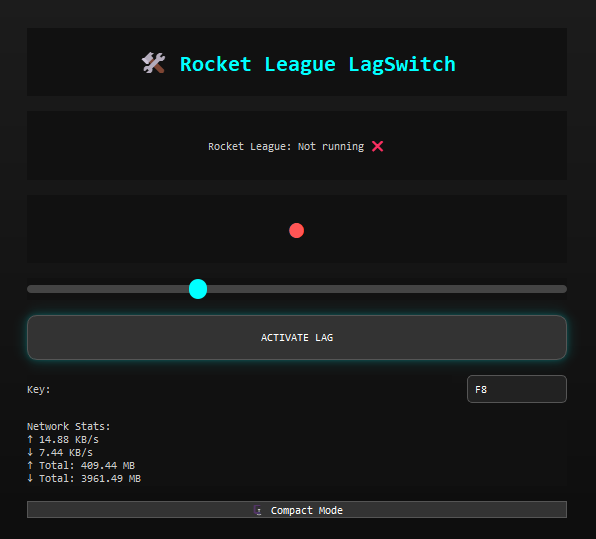 Rocket League LagSwitch
Rocket League: Not running
ACTIVATE LAG
Key:
F8
Network Stats:
↑ 14.88 KB/s
↓ 7.44 KB/s
↑ Total: 409.44 MB
↓ Total: 3961.49 MB
Compact Mode